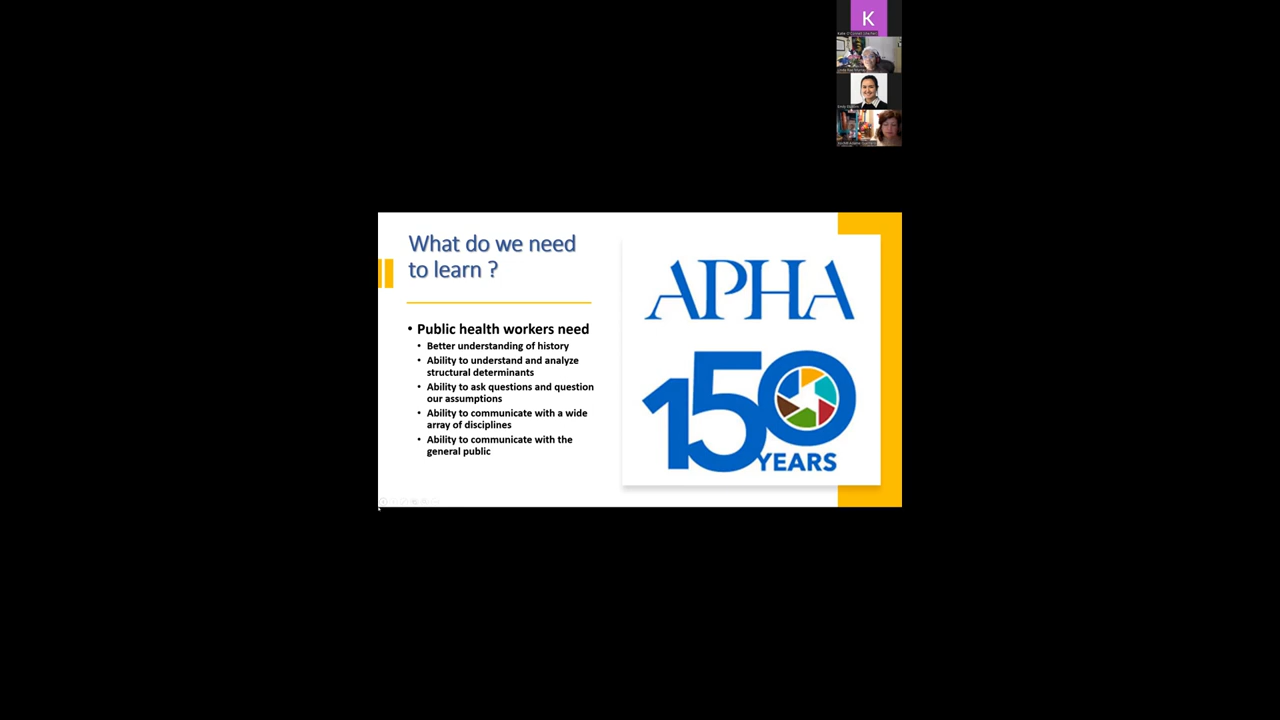 K
What do we need
to learn ?
• Public health workers need
• Better understanding of history
• Ability to understand and analyze
structural determinants
• Ability to ask questions and question
our assumptions
• Ability to communicate with a wide
array of disciplines
• Ability to communicate with the
general public
APHA
150
YEARS